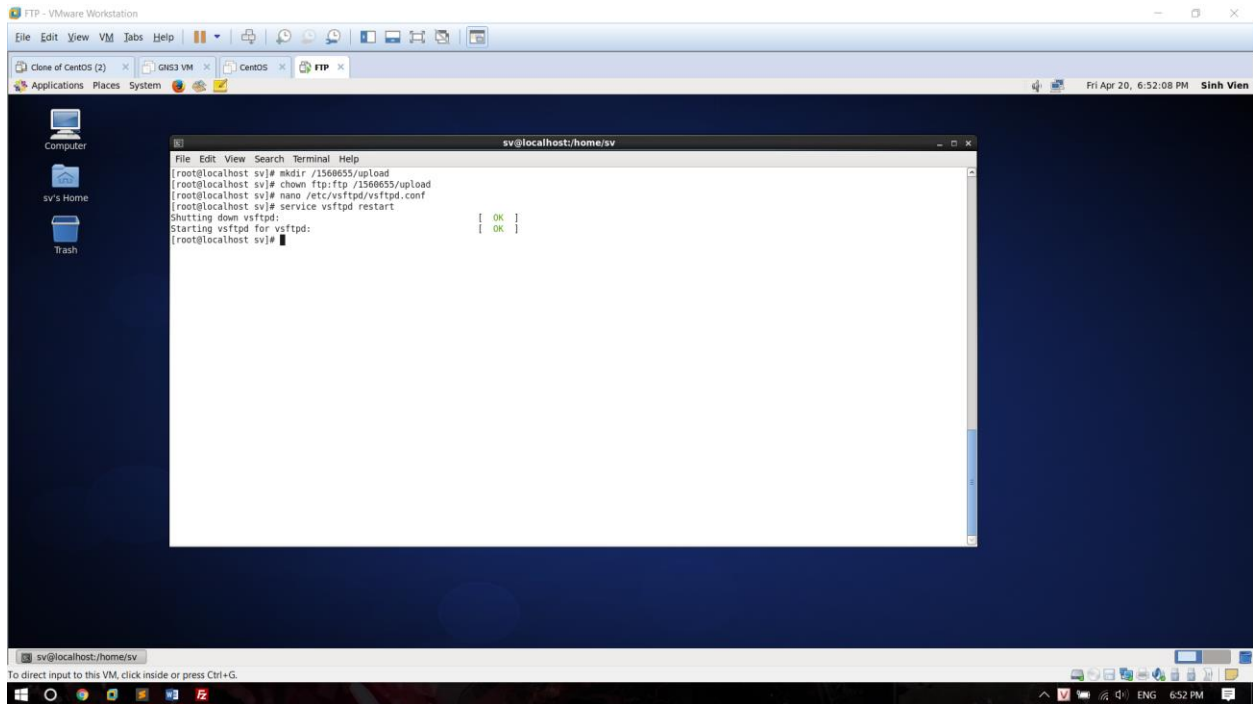 FTP - VMware Workstation
File Edit View VM Tabs Help
Clone of CentOS (2) GNS3 VM CentOS FTP
Applications Places System Fri Apr 20, 6:52:08 PM Sinh Vien
Computer
sv's Home
Trash
sv@localhost:/home/sv
File Edit View Search Terminal Help
[root@localhost sv]# mkdir /1560655/upload
[root@localhost sv]# chown ftp:ftp /1560655/upload
[root@localhost sv]# nano /etc/vsftpd/vsftpd.conf
[root@localhost sv]# service vsftpd restart
Shutting down vsftpd: [ OK ]
Starting vsftpd for vsftpd: [ OK ]
[root@localhost sv]#
sv@localhost:/home/sv
To direct input to this VM, click inside or press Ctrl+G.
ENG 6:52 PM